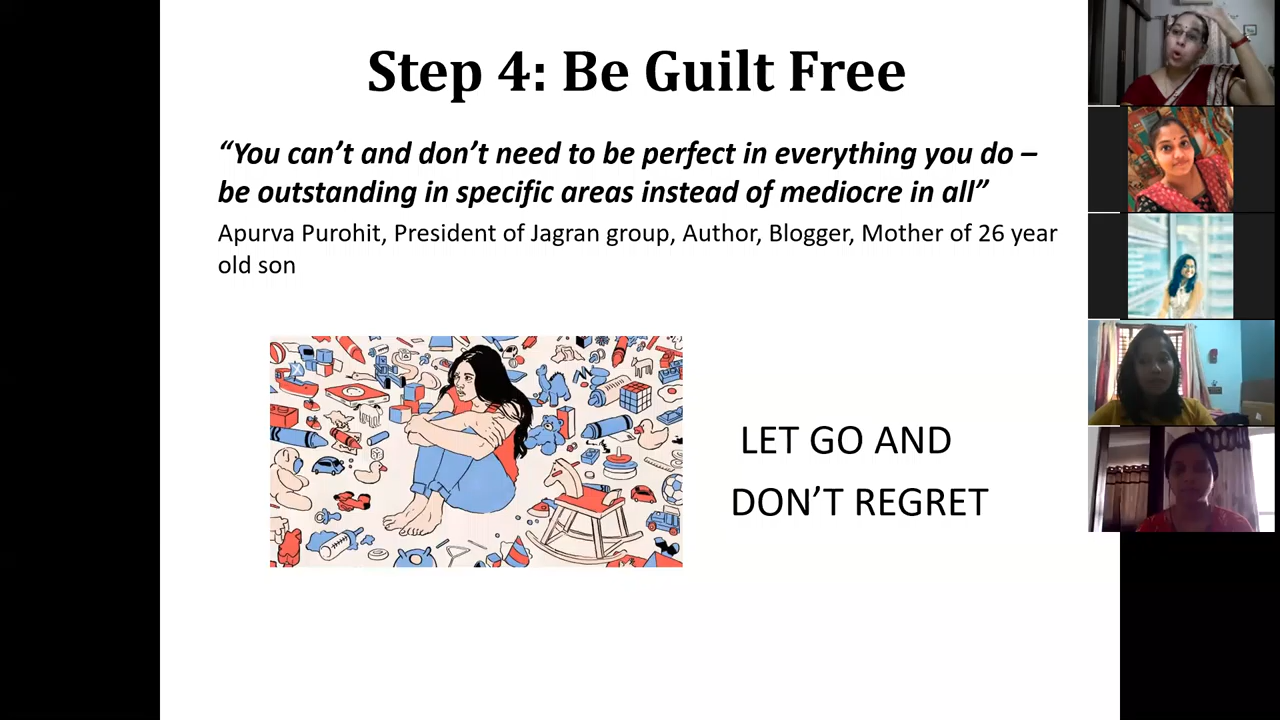 Step 4: Be Guilt Free
“You can’t and don’t need to be perfect in everything you do –
be outstanding in specific areas instead of mediocre in all”
Apurva Purohit, President of Jagran group, Author, Blogger, Mother of 26 year
old son
LET GO AND
DON’T REGRET